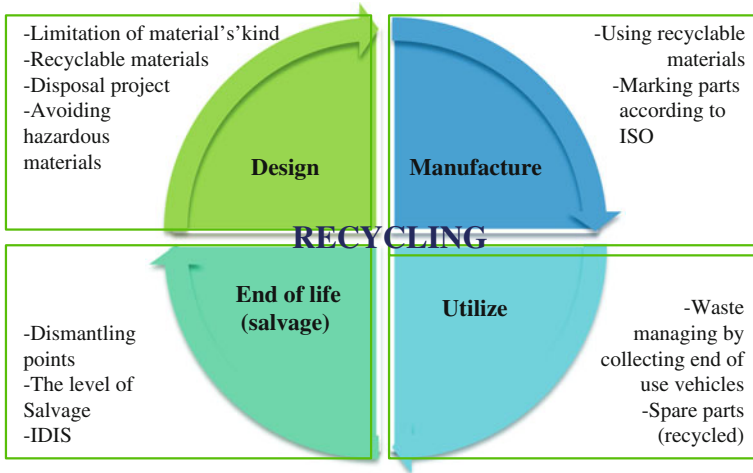 -Limitation of material's'kind
-Recyclable materials
-Disposal project
-Avoiding
hazardous
materials
Design
-Using recyclable
materials
-Marking parts
according to
ISO
Manufacture
RECYCLING
End of life
(salvage)
-Dismantling
points
-The level of
Salvage
-IDIS
Utilize
-Waste
managing by
collecting end of
use vehicles
-Spare parts
(recycled)